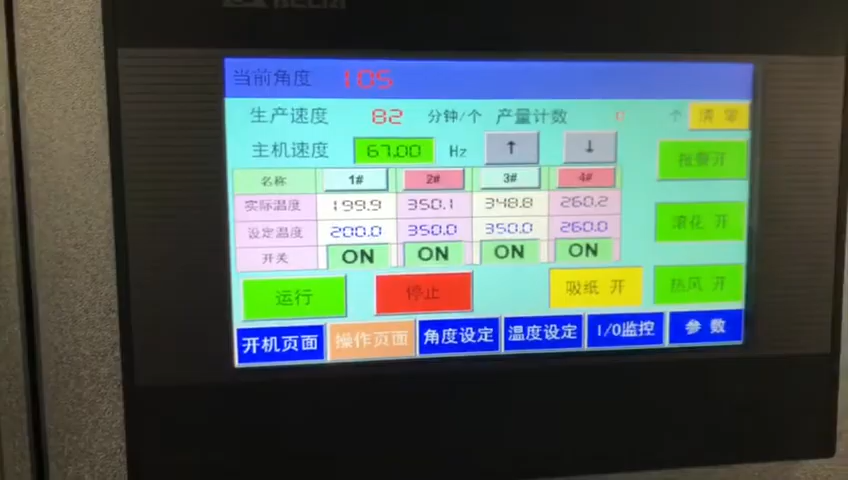 当前角度 105
生产速度 82 分钟/个 产量计数 个 清零
主机速度 67.00 Hz ↑ ↓ 报警开
名称 1# 2# 3# 4#
实际温度 199.9 350.1 348.8 260.2
设定温度 200.0 350.0 350.0 260.0 滚花 开
开关 ON ON ON ON
运行 停止 吸纸 开 热风 开
开机页面 操作页面 角度设定 温度设定 I/O监控 参数